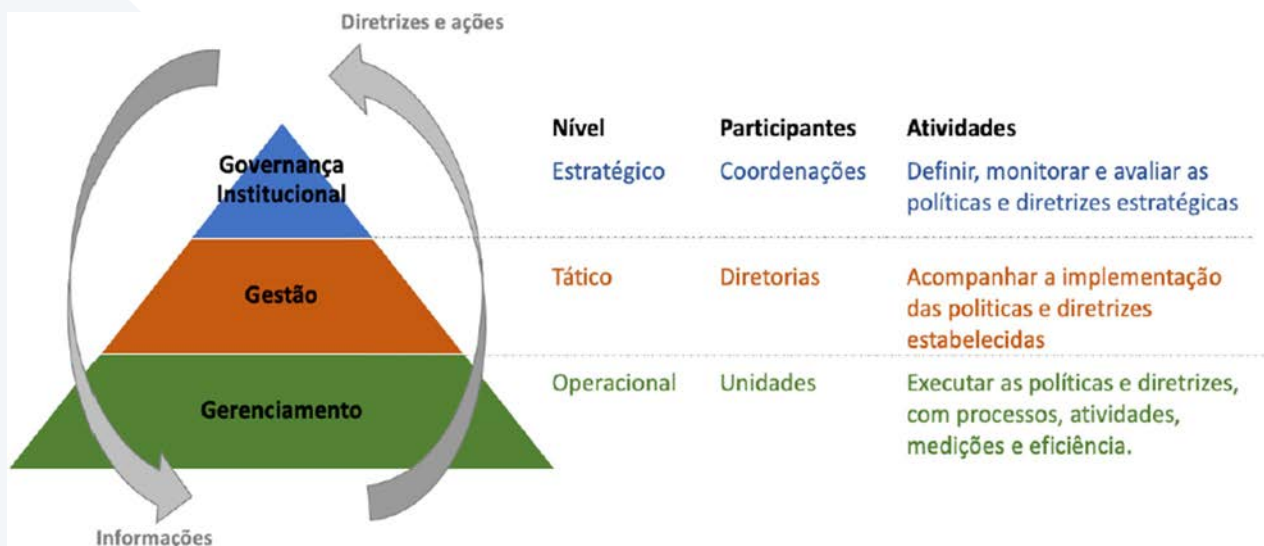 Diretrizes e ações
Nível Participantes Atividades
Governança
Institucional
Estratégico Coordenações Definir, monitorar e avaliar as
políticas e diretrizes estratégicas
Gestão
Tático Diretorias Acompanhar a implementação
das politicas e diretrizes
estabelecidas
Gerenciamento
Operacional Unidades Executar as políticas e diretrizes,
com processos, atividades,
medições e eficiência.
Informações